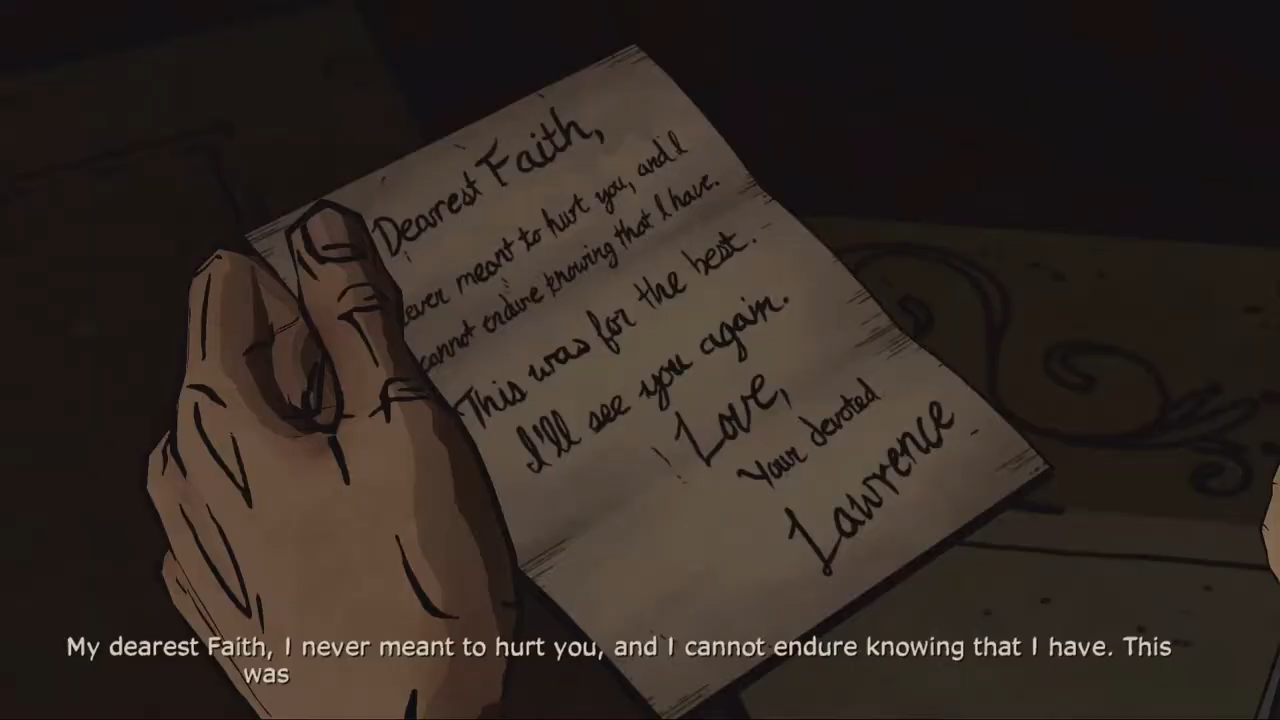 Dearest Faith,
never meant to hurt you, and I
cannot endure knowing that I have.
This was for the best.
I'll see you again.
Love,
Your devoted
Lawrence
My dearest Faith, I never meant to hurt you, and I cannot endure knowing that I have. This
was